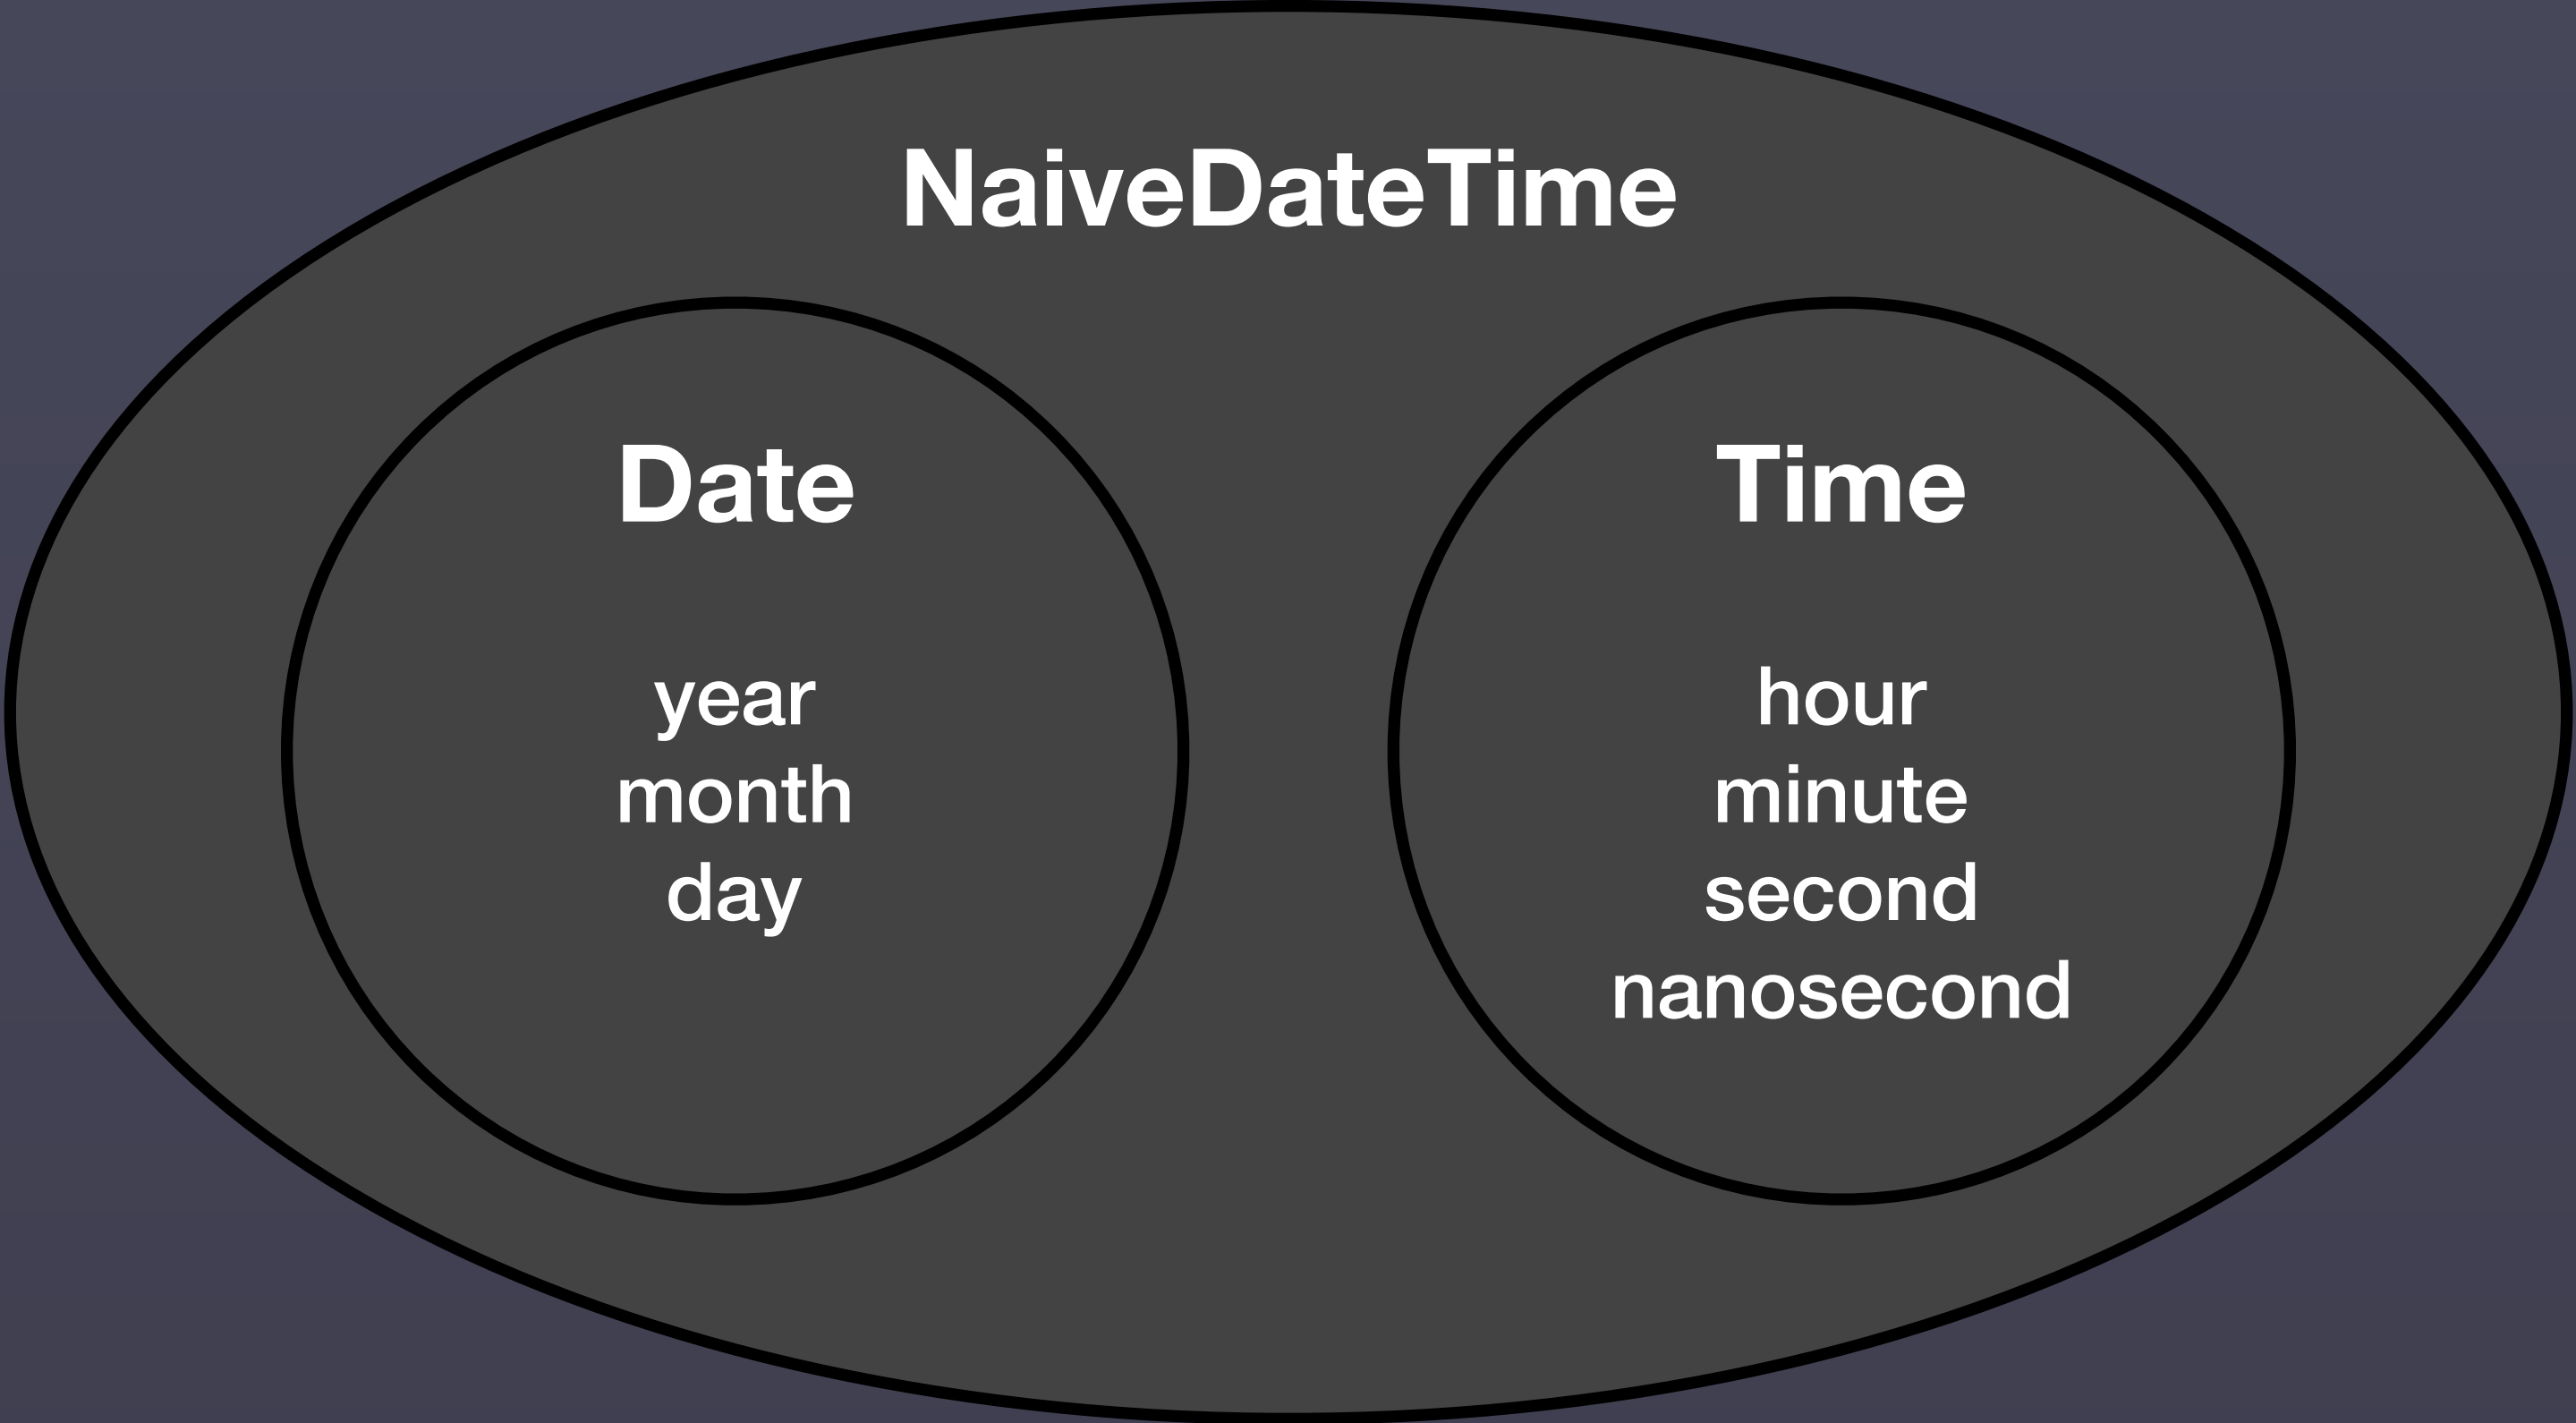 NaiveDateTime
Date
year
month
day
Time
hour
minute
second
nanosecond